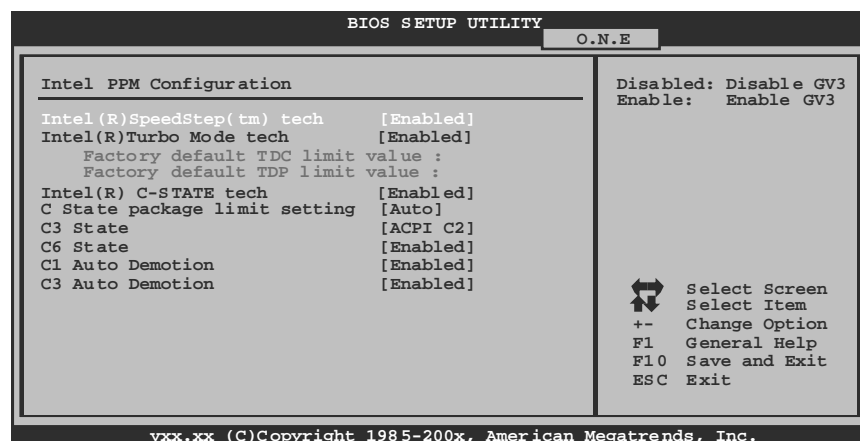 BIOS SETUP UTILITY
O.N.E
Intel PPM Configuration
Intel(R)SpeedStep(tm) tech [Enabled]
Intel(R)Turbo Mode tech [Enabled]
Factory default TDC limit value :
Factory default TDP limit value :
Intel(R) C-STATE tech [Enabled]
C State package limit setting [Auto]
C3 State [ACPI C2]
C6 State [Enabled]
C1 Auto Demotion [Enabled]
C3 Auto Demotion [Enabled]
Disabled: Disable GV3
Enable: Enable GV3
Select Screen
Select Item
+- Change Option
F1 General Help
F10 Save and Exit
ESC Exit
vxx.xx (C)Copyright 1985-200x, American Megatrends, Inc.